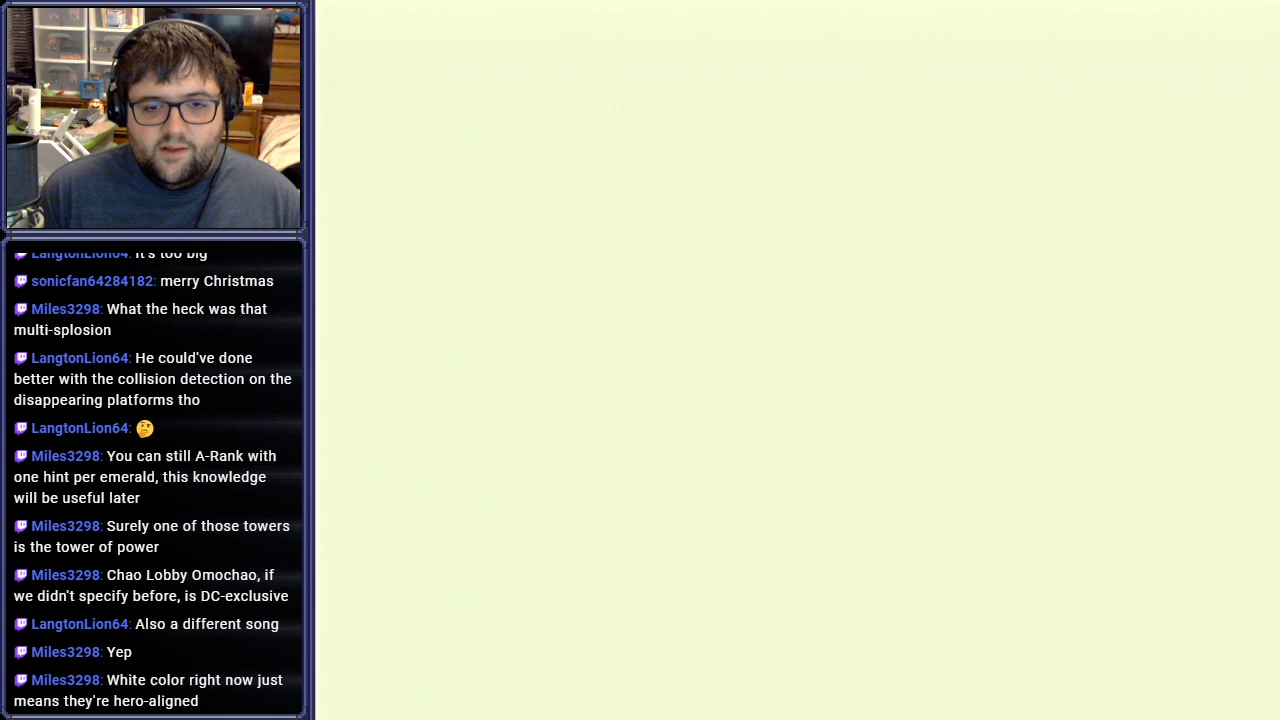 LangtonLion64: It's too big
sonicfan64284182: merry Christmas
Miles3298: What the heck was that
multi-splosion
LangtonLion64: He could've done
better with the collision detection on the
disappearing platforms tho
LangtonLion64: 🤔
Miles3298: You can still A-Rank with
one hint per emerald, this knowledge
will be useful later
Miles3298: Surely one of those towers
is the tower of power
Miles3298: Chao Lobby Omochao, if
we didn't specify before, is DC-exclusive
LangtonLion64: Also a different song
Miles3298: Yep
Miles3298: White color right now just
means they're hero-aligned